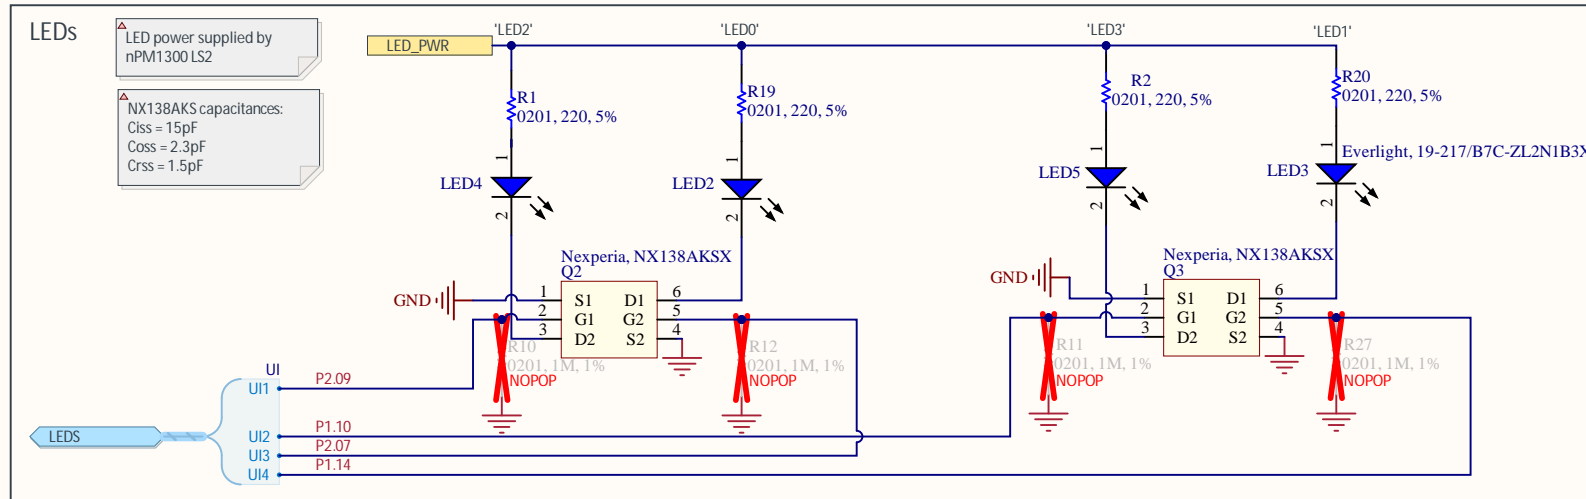 LEDs
LED power supplied by
nPM1300 LS2
NX138AKS capacitances:
Ciss = 15pF
Coss = 2.3pF
Crss = 1.5pF
LED_PWR
'LED2'
'LED0'
'LED3'
'LED1'
R1
0201, 220, 5%
R19
0201, 220, 5%
R2
0201, 220, 5%
R20
0201, 220, 5%
1
LED4
2
1
LED2
2
1
LED5
2
1
Everlight, 19-217/B7C-ZL2N1B3X
LED3
2
Nexperia, NX138AKSX
Q2
GND
1 S1 D1 6
2 G1 G2 5
3 D2 S2 4
Nexperia, NX138AKSX
Q3
GND
1 S1 D1 6
2 G1 G2 5
3 D2 S2 4
R10
0201, 1M, 1%
NOPOP
R12
0201, 1M, 1%
NOPOP
R11
0201, 1M, 1%
NOPOP
R27
0201, 1M, 1%
NOPOP
UI
UI1 P2.09
UI2 P1.10
UI3 P2.07
UI4 P1.14
LEDS